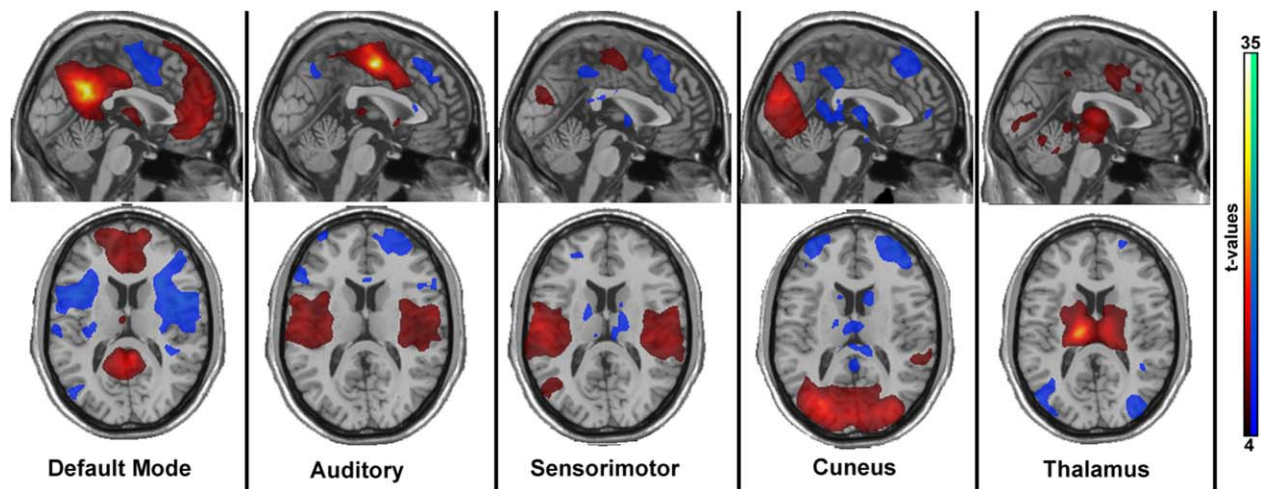 35
t-values
4
Default Mode
Auditory
Sensorimotor
Cuneus
Thalamus